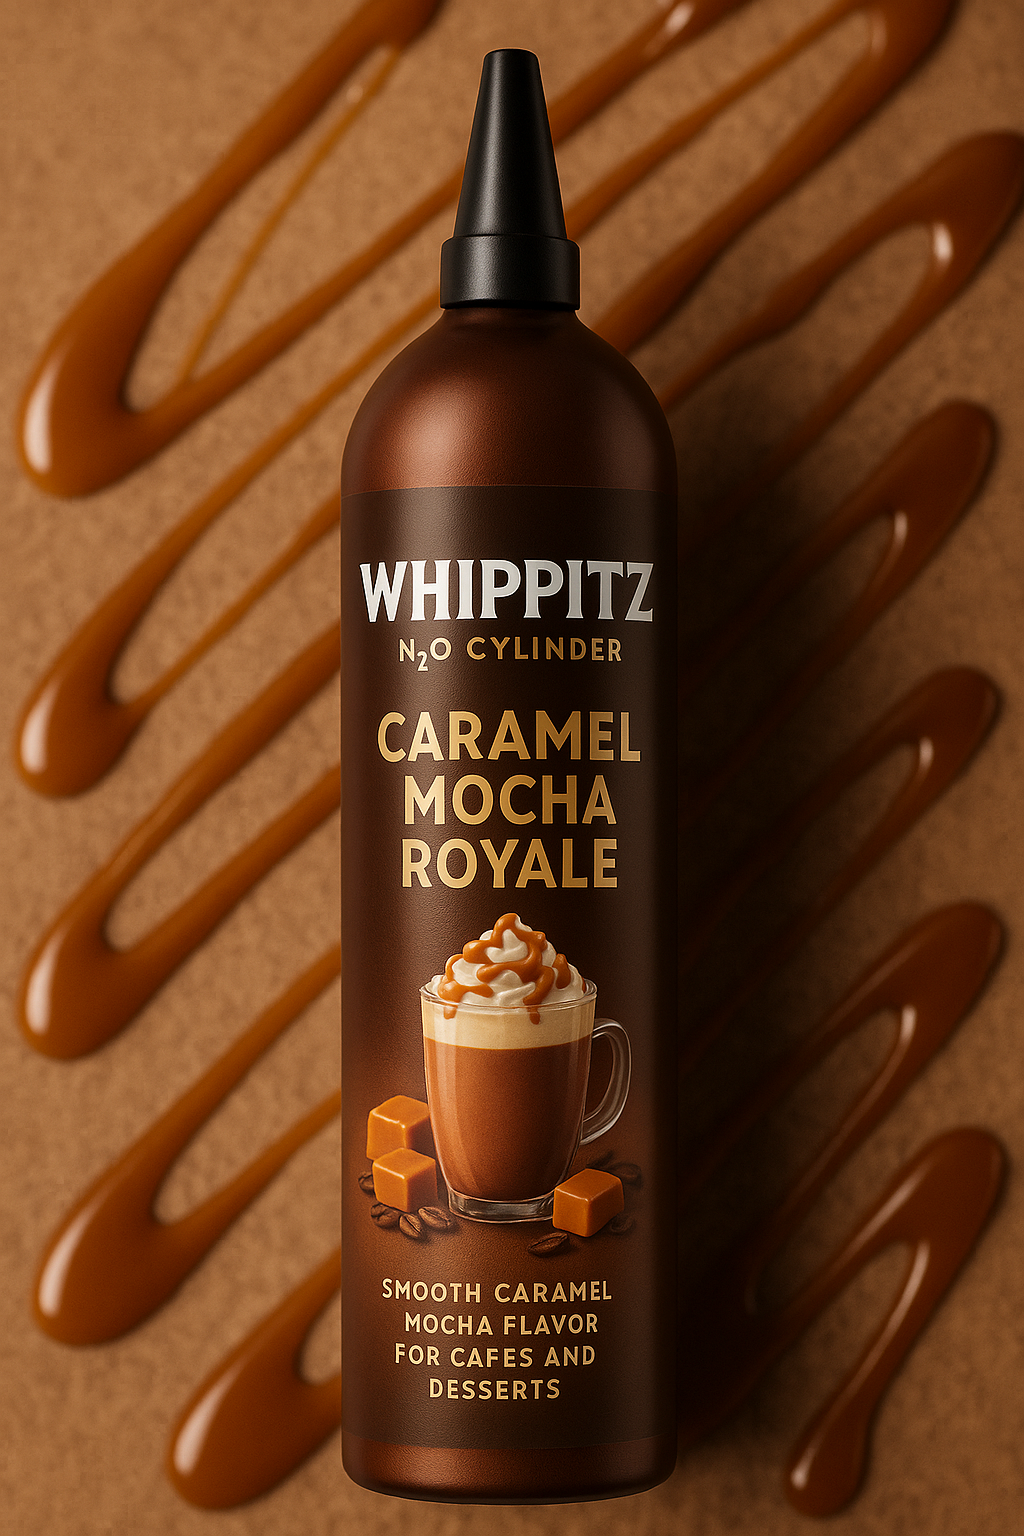 WHIPPITZ
N₂O CYLINDER
CARAMEL
MOCHA
ROYALE
SMOOTH CARAMEL
MOCHA FLAVOR
FOR CAFES AND
DESSERTS